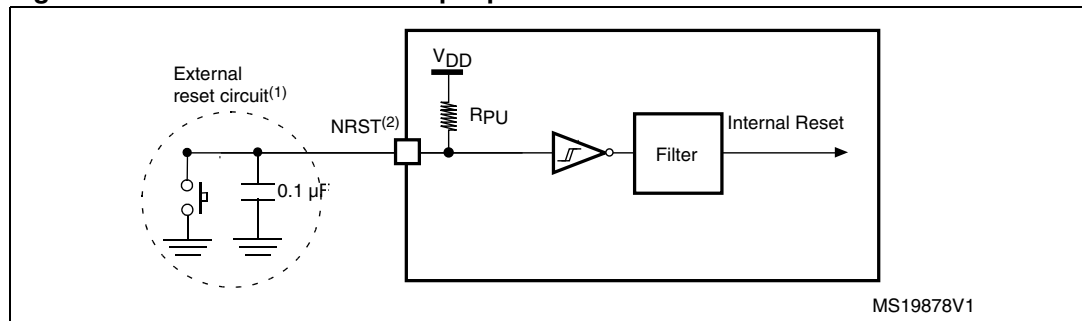 External
reset circuit(1)
VDD
RPU
NRST(2)
Internal Reset
Filter
0.1 µF
MS19878V1